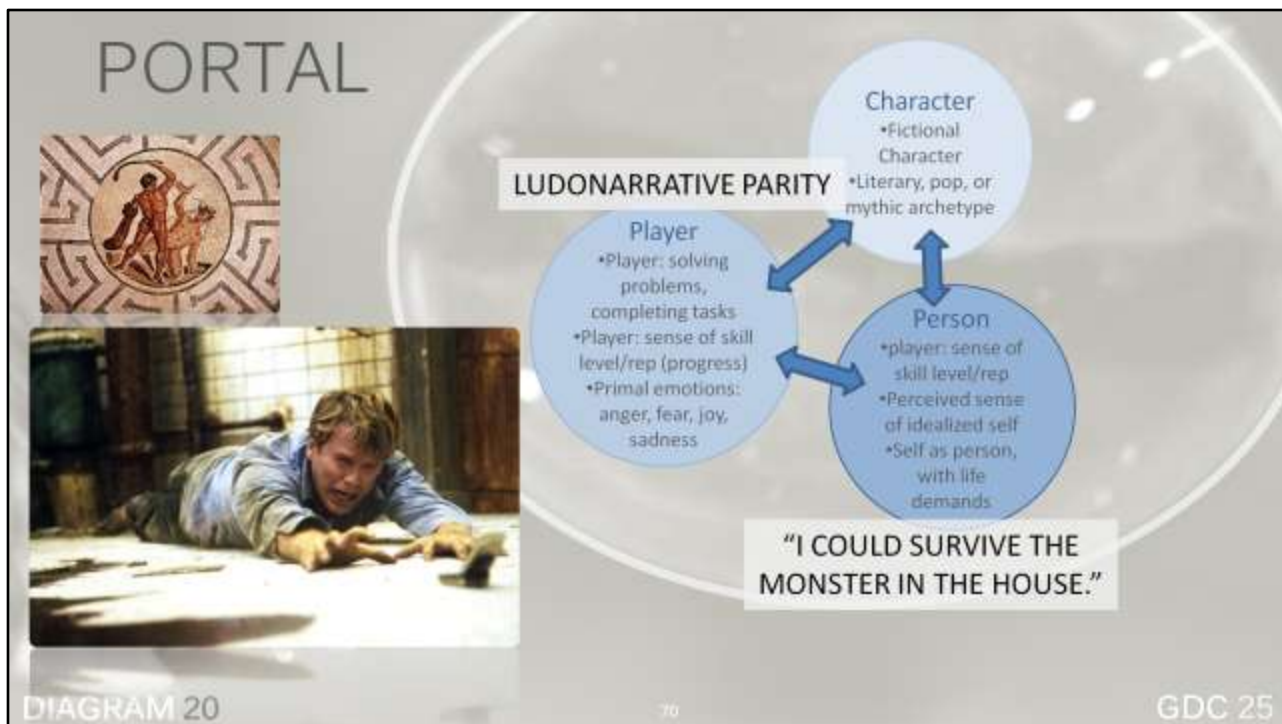 PORTAL
Character
•Fictional
Character
•Literary, pop, or
mythic archetype
LUDONARRATIVE PARITY
Player
•Player: solving
problems,
completing tasks
•Player: sense of skill
level/rep (progress)
•Primal emotions:
anger, fear, joy,
sadness
Person
•player: sense of
skill level/rep
•Perceived sense
of idealized self
•Self as person,
with life
demands
“I COULD SURVIVE THE
MONSTER IN THE HOUSE.”
DIAGRAM 20
70
GDC 25